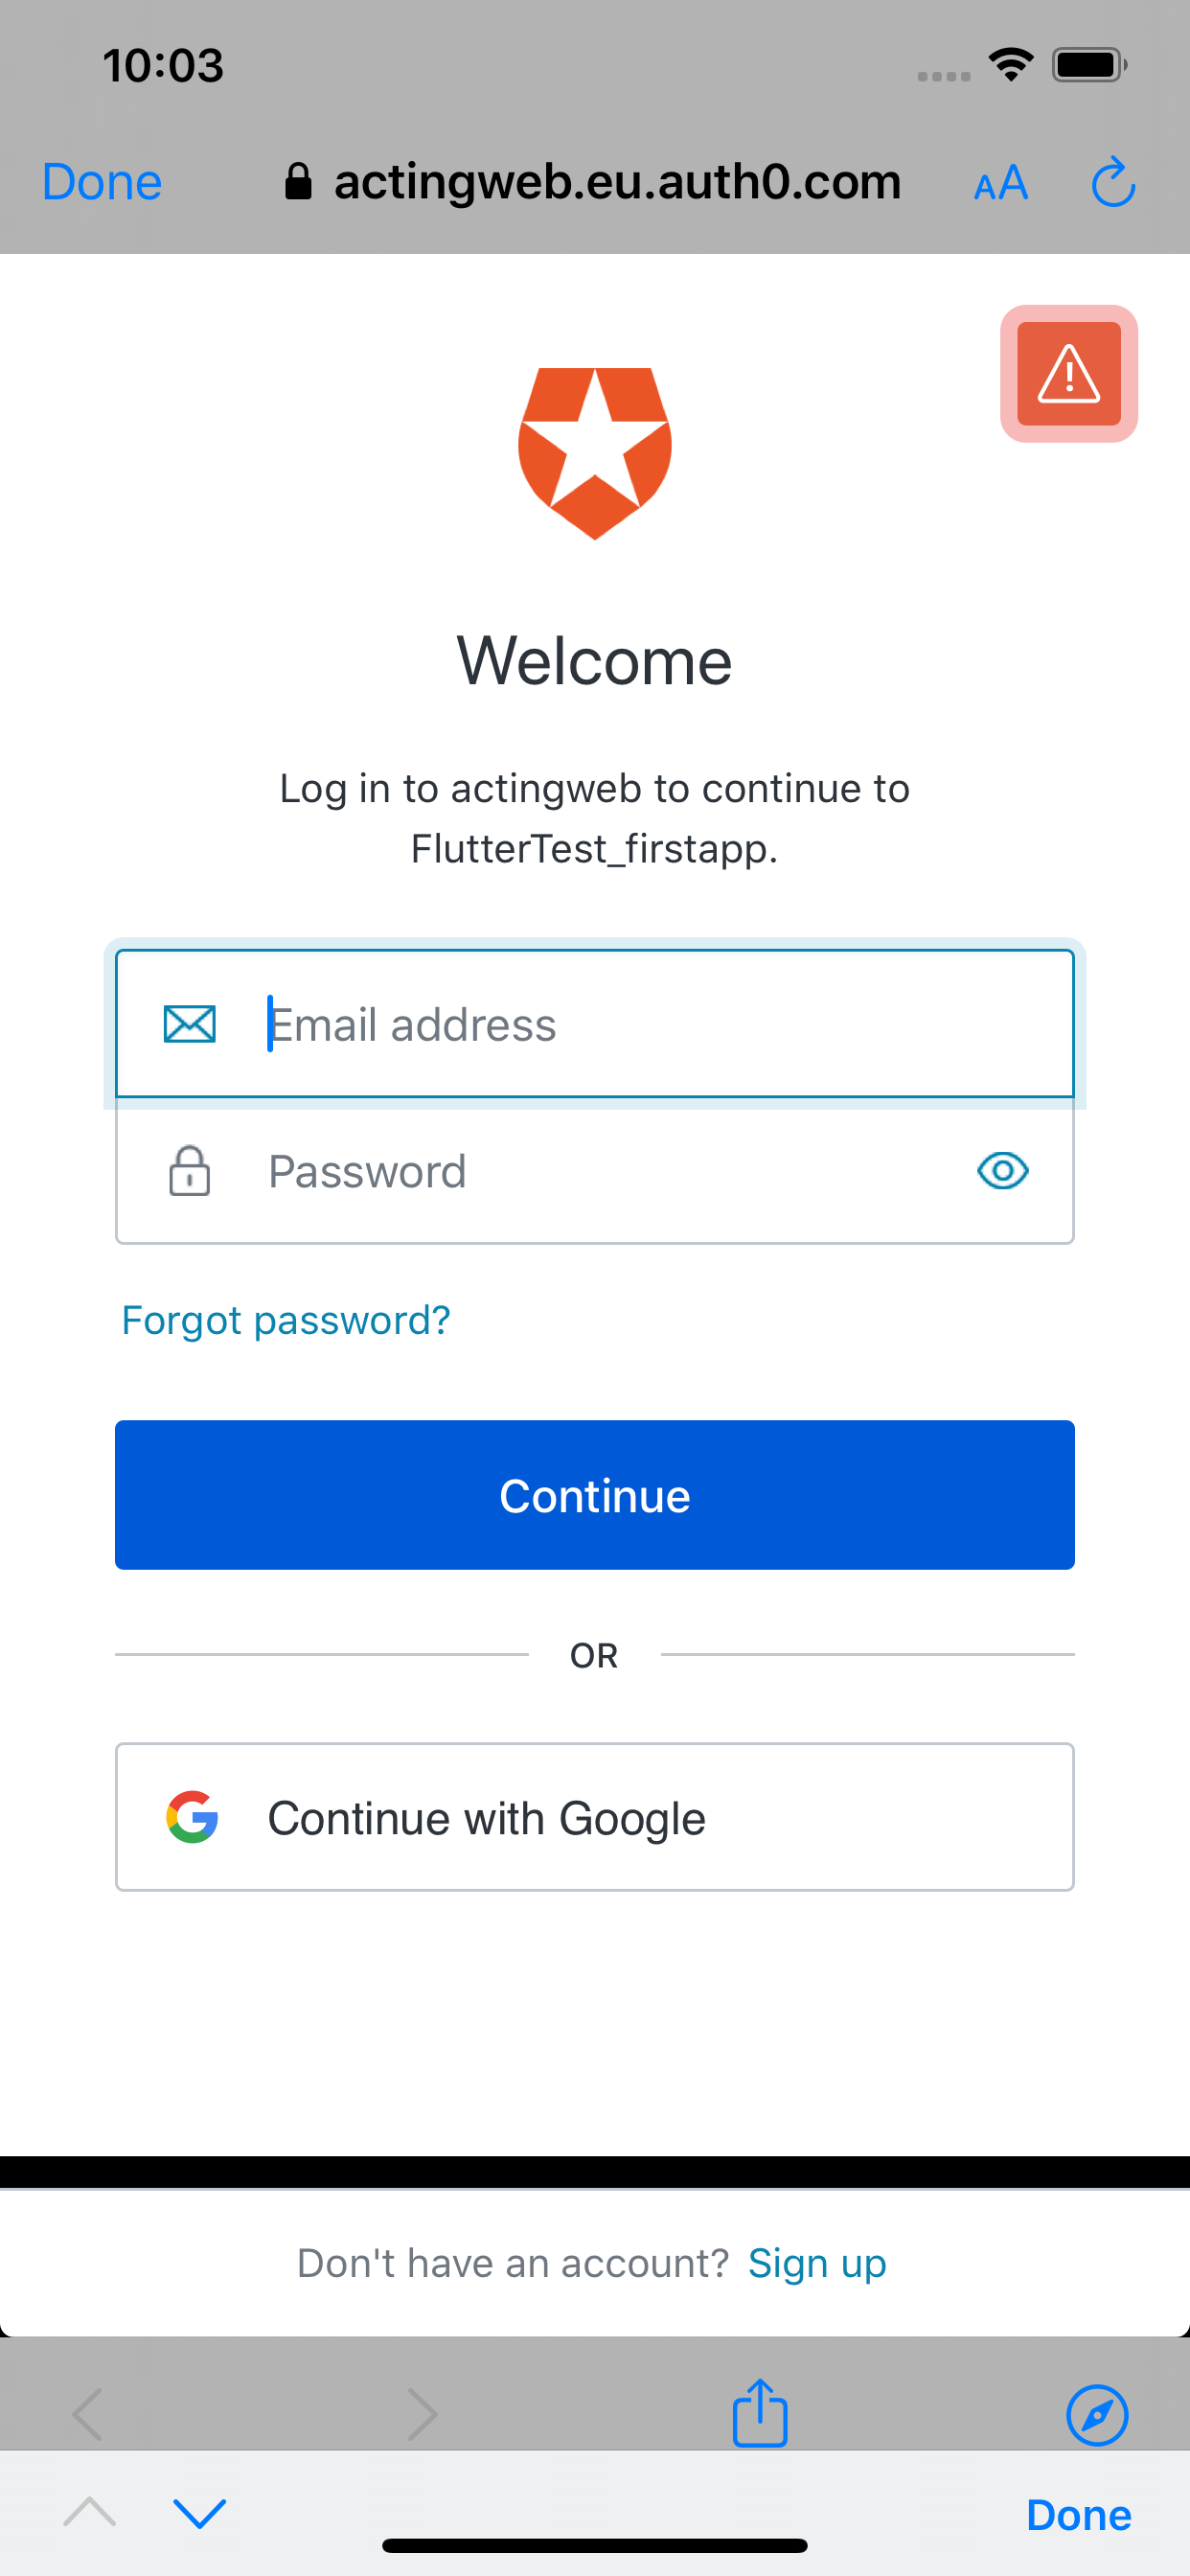 10:03
Done
actingweb.eu.auth0.com
AA
Welcome
Log in to actingweb to continue to
FlutterTest_firstapp.
Email address
Password
Forgot password?
Continue
OR
Continue with Google
Don't have an account? Sign up
Done